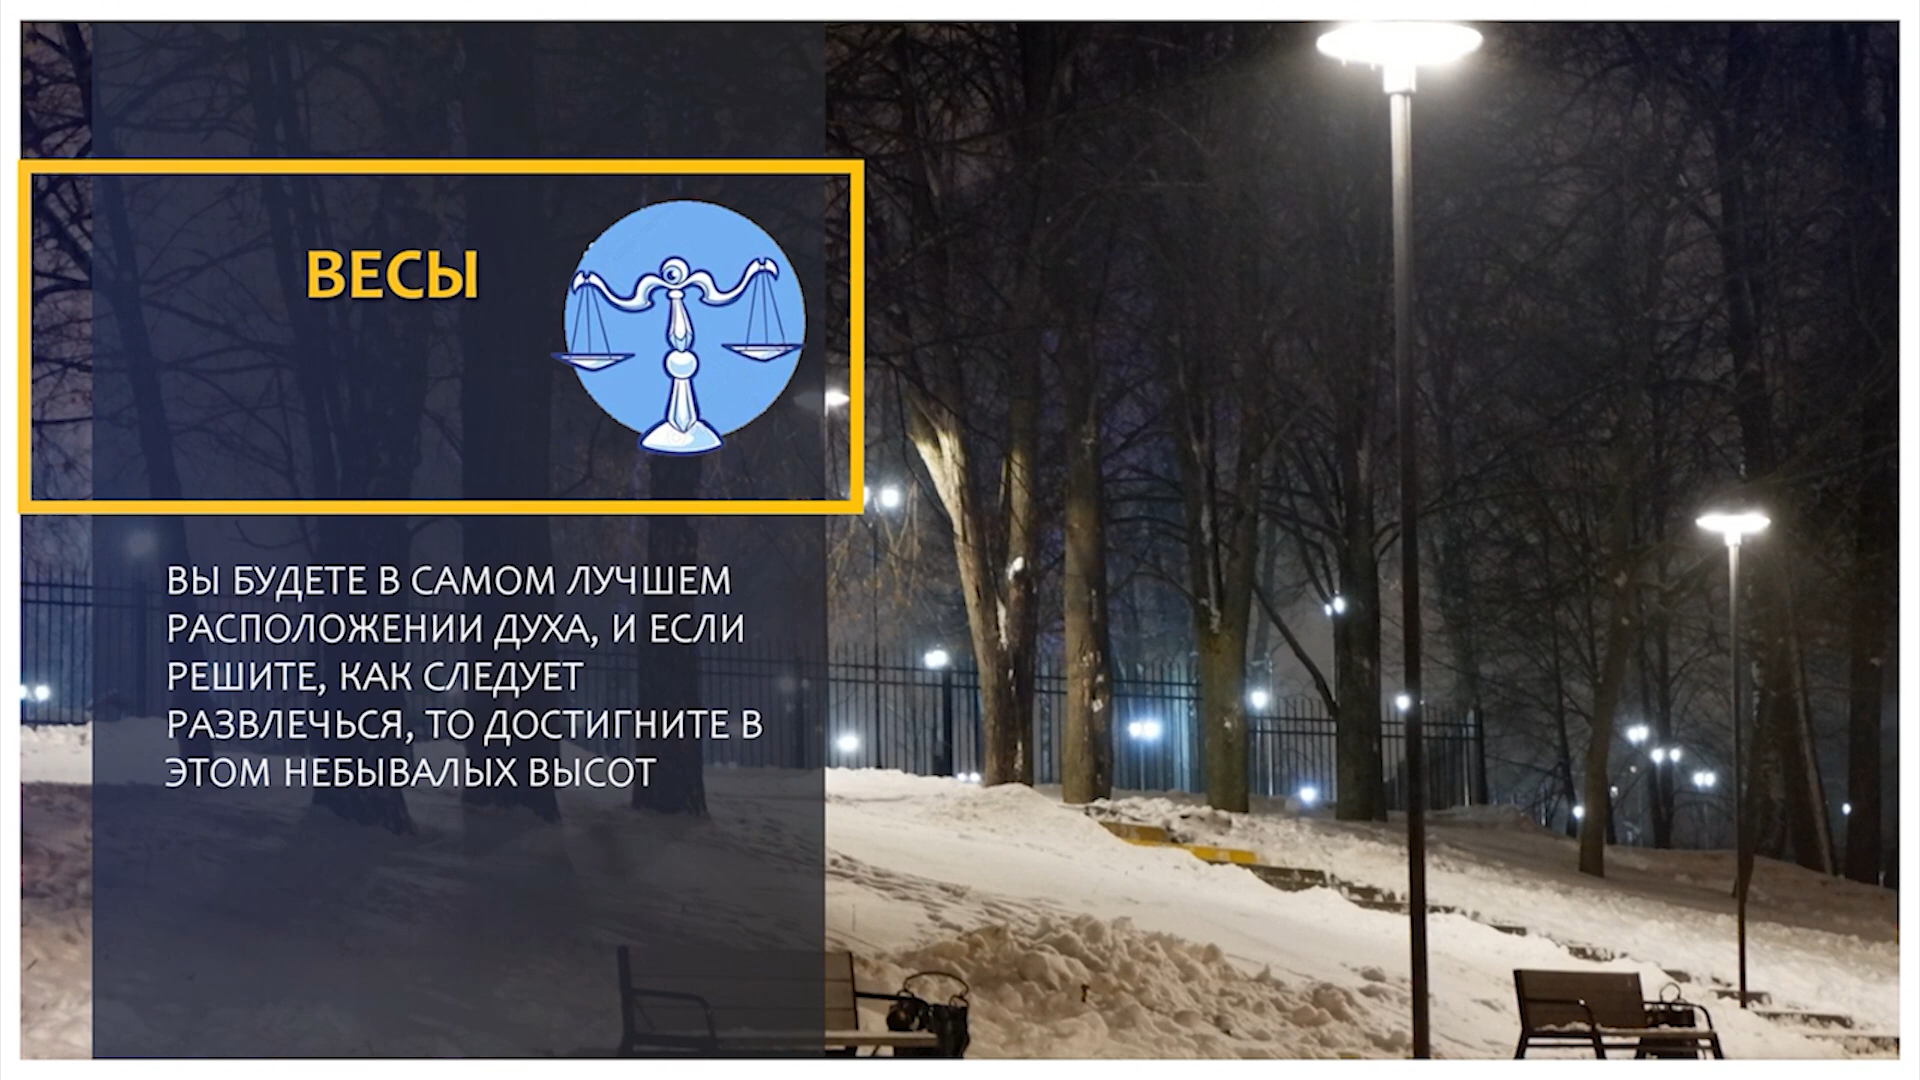 ВЕСЫ
ВЫ БУДЕТЕ В САМОМ ЛУЧШЕМ
РАСПОЛОЖЕНИИ ДУХА, И ЕСЛИ
РЕШИТЕ, КАК СЛЕДУЕТ
РАЗВЛЕЧЬСЯ, ТО ДОСТИГНИТЕ В
ЭТОМ НЕБЫВАЛЫХ ВЫСОТ